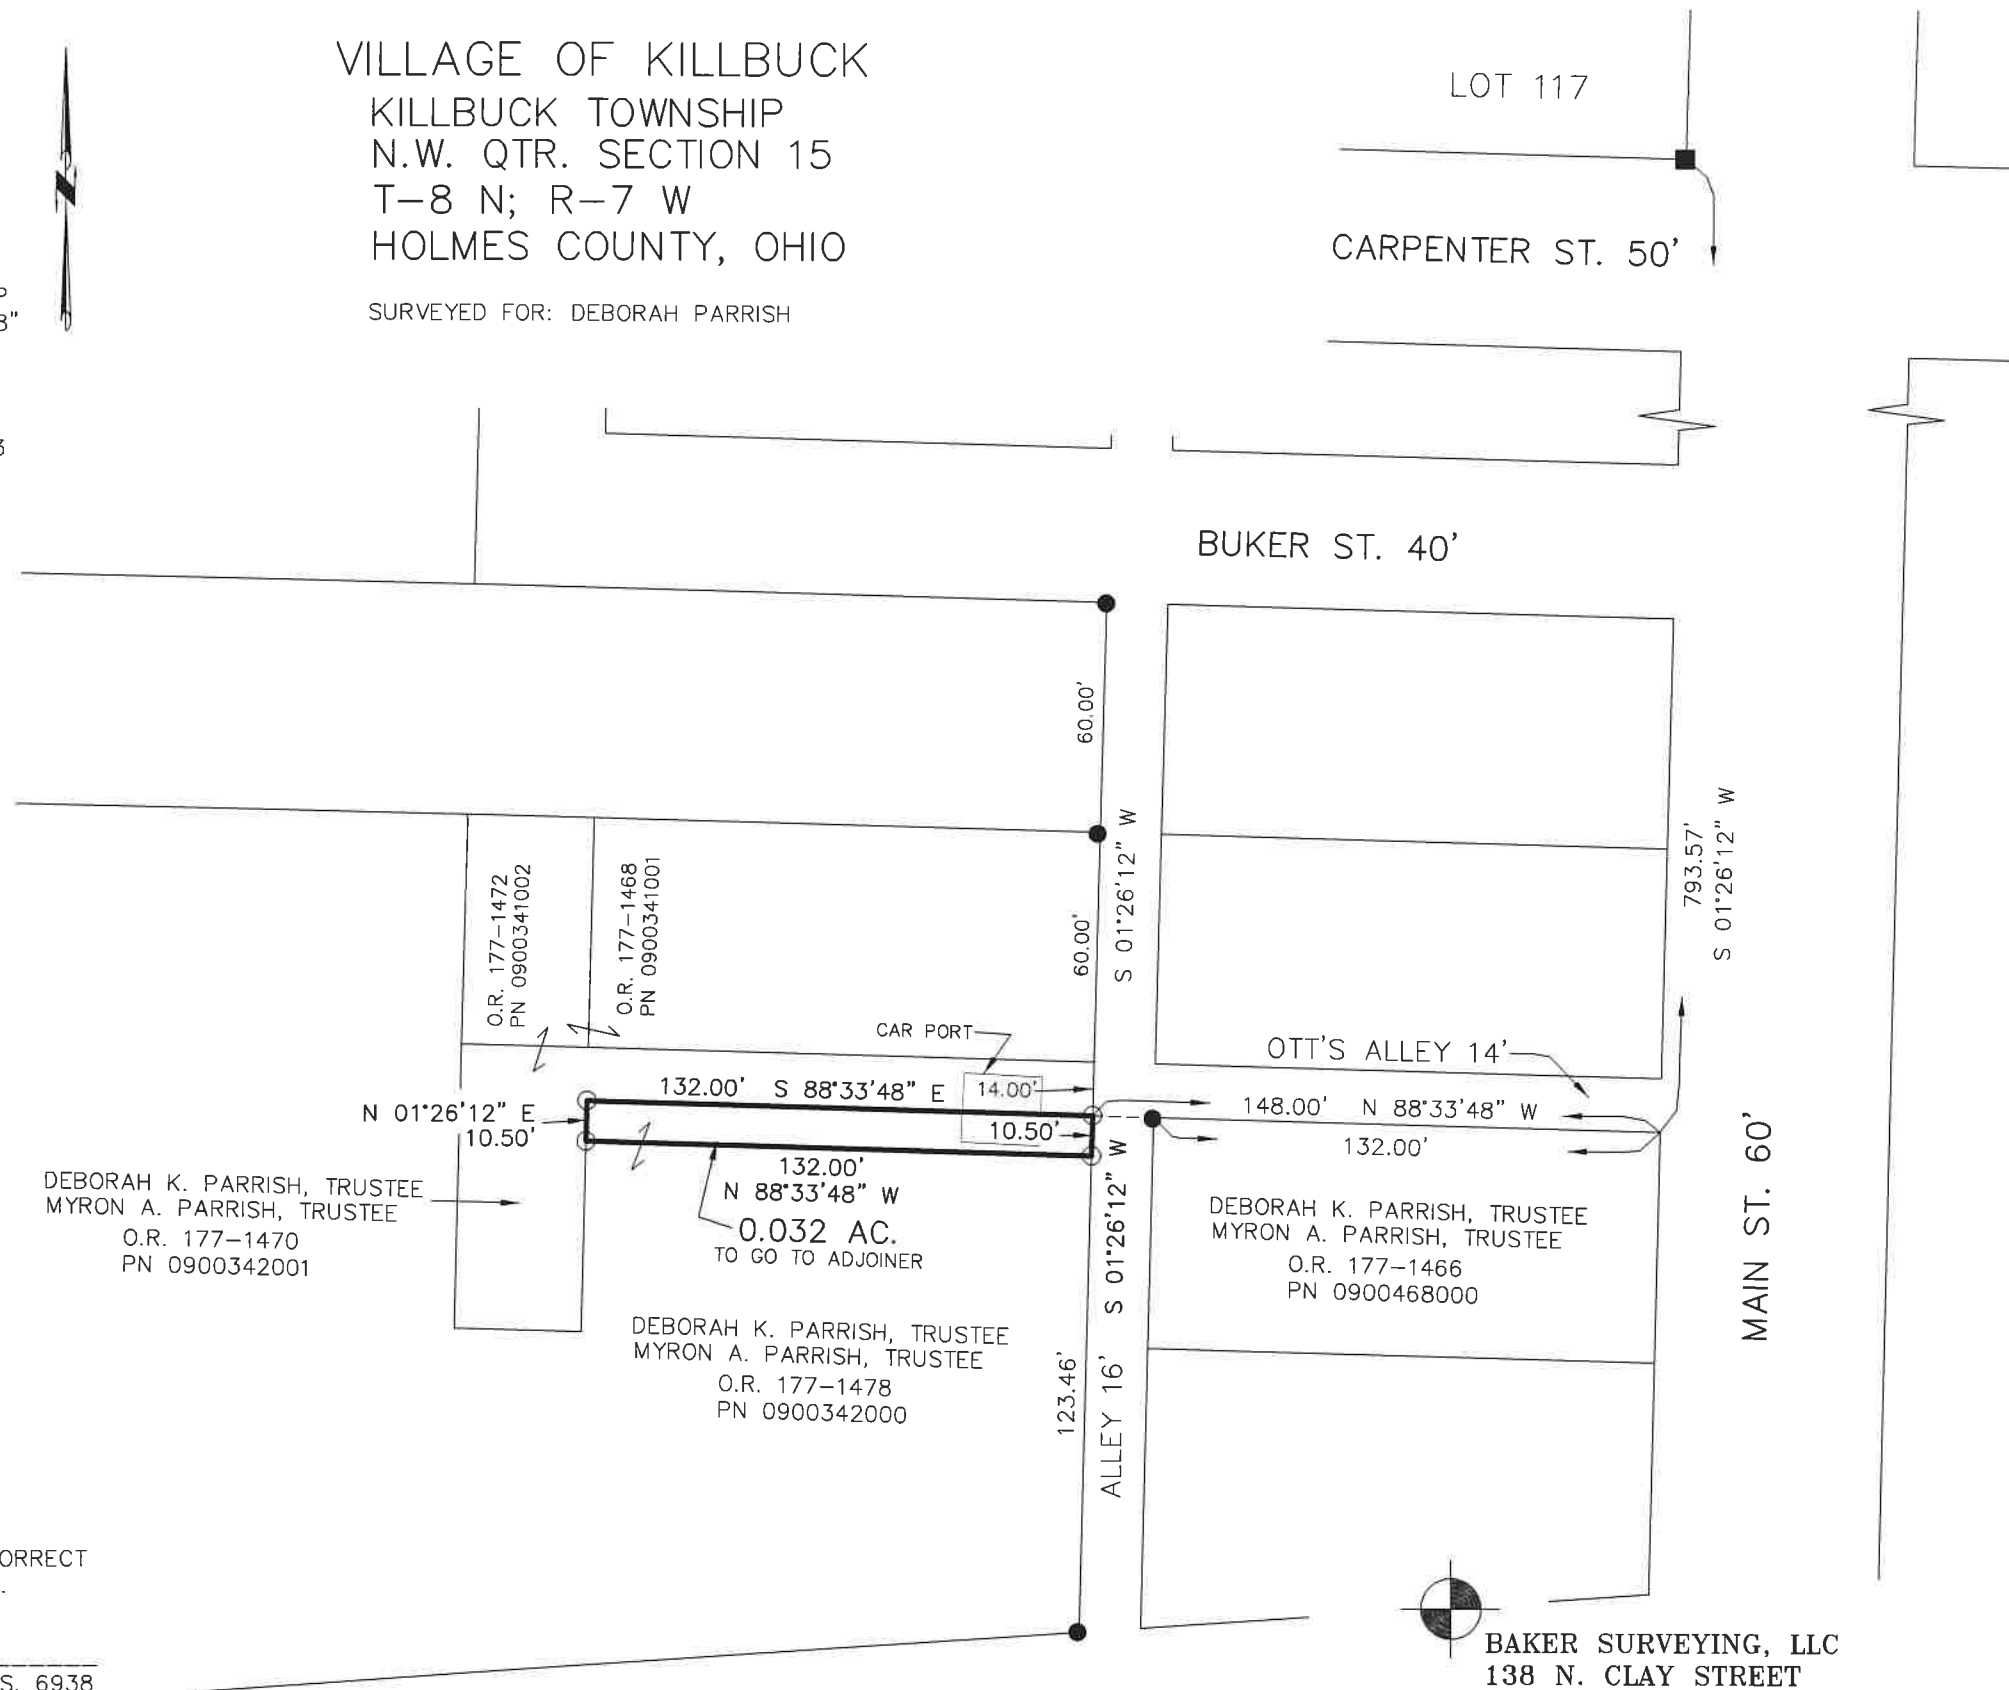 VILLAGE OF KILLBUCK
KILLBUCK TOWNSHIP
N.W. QTR. SECTION 15
T-8 N; R-7 W
HOLMES COUNTY, OHIO
SURVEYED FOR: DEBORAH PARRISH
N
LOT 117
CARPENTER ST. 50'
BUKER ST. 40'
60.00'
S 01°26'12" W
60.00'
793.57'
S 01°26'12" W
O.R. 177-1472
PN 0900341002
O.R. 177-1468
PN 0900341001
CAR PORT
OTT'S ALLEY 14'
132.00' S 88°33'48" E
14.00'
148.00' N 88°33'48" W
N 01°26'12" E
10.50'
10.50'
132.00'
132.00'
N 88°33'48" W
0.032 AC.
TO GO TO ADJOINER
DEBORAH K. PARRISH, TRUSTEE
MYRON A. PARRISH, TRUSTEE
O.R. 177-1470
PN 0900342001
DEBORAH K. PARRISH, TRUSTEE
MYRON A. PARRISH, TRUSTEE
O.R. 177-1466
PN 0900468000
DEBORAH K. PARRISH, TRUSTEE
MYRON A. PARRISH, TRUSTEE
O.R. 177-1478
PN 0900342000
S 01°26'12" W
ALLEY 16'
123.46'
MAIN ST. 60'
ORRECT
S. 6938
BAKER SURVEYING, LLC
138 N. CLAY STREET